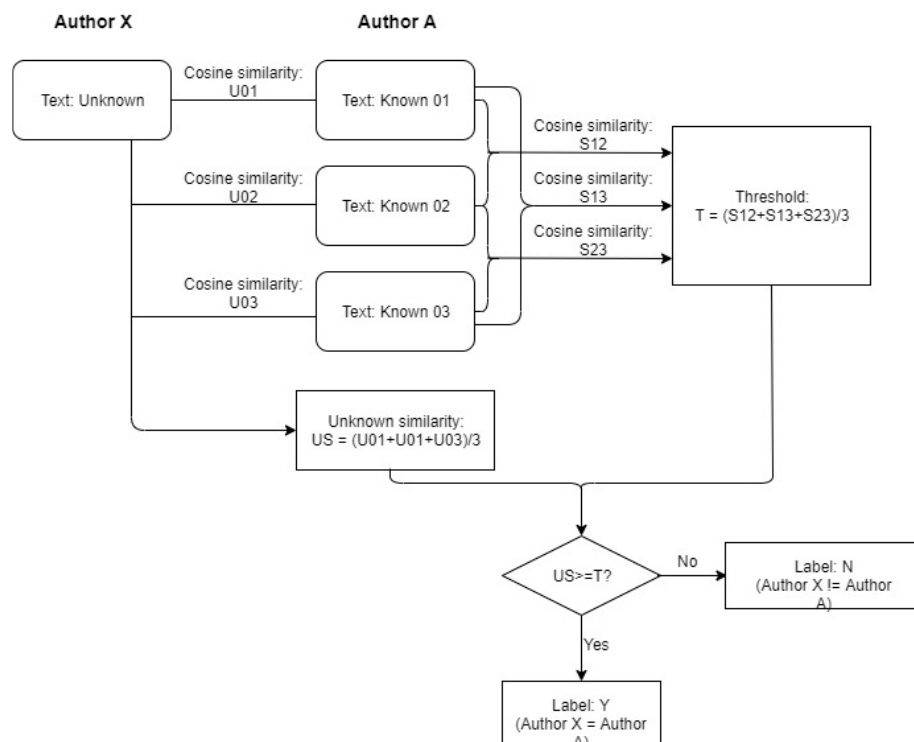 Author X
Author A
Cosine similarity:
U01
Text: Unknown
Text: Known 01
Cosine similarity:
S12
Cosine similarity:
U02
Text: Known 02
Cosine similarity:
S13
Threshold:
T = (S12+S13+S23)/3
Cosine similarity:
S23
Cosine similarity:
U03
Text: Known 03
Unknown similarity:
US = (U01+U01+U03)/3
US>=T?
No
Label: N
(Author X != Author
A)
Yes
Label: Y
(Author X = Author
A)